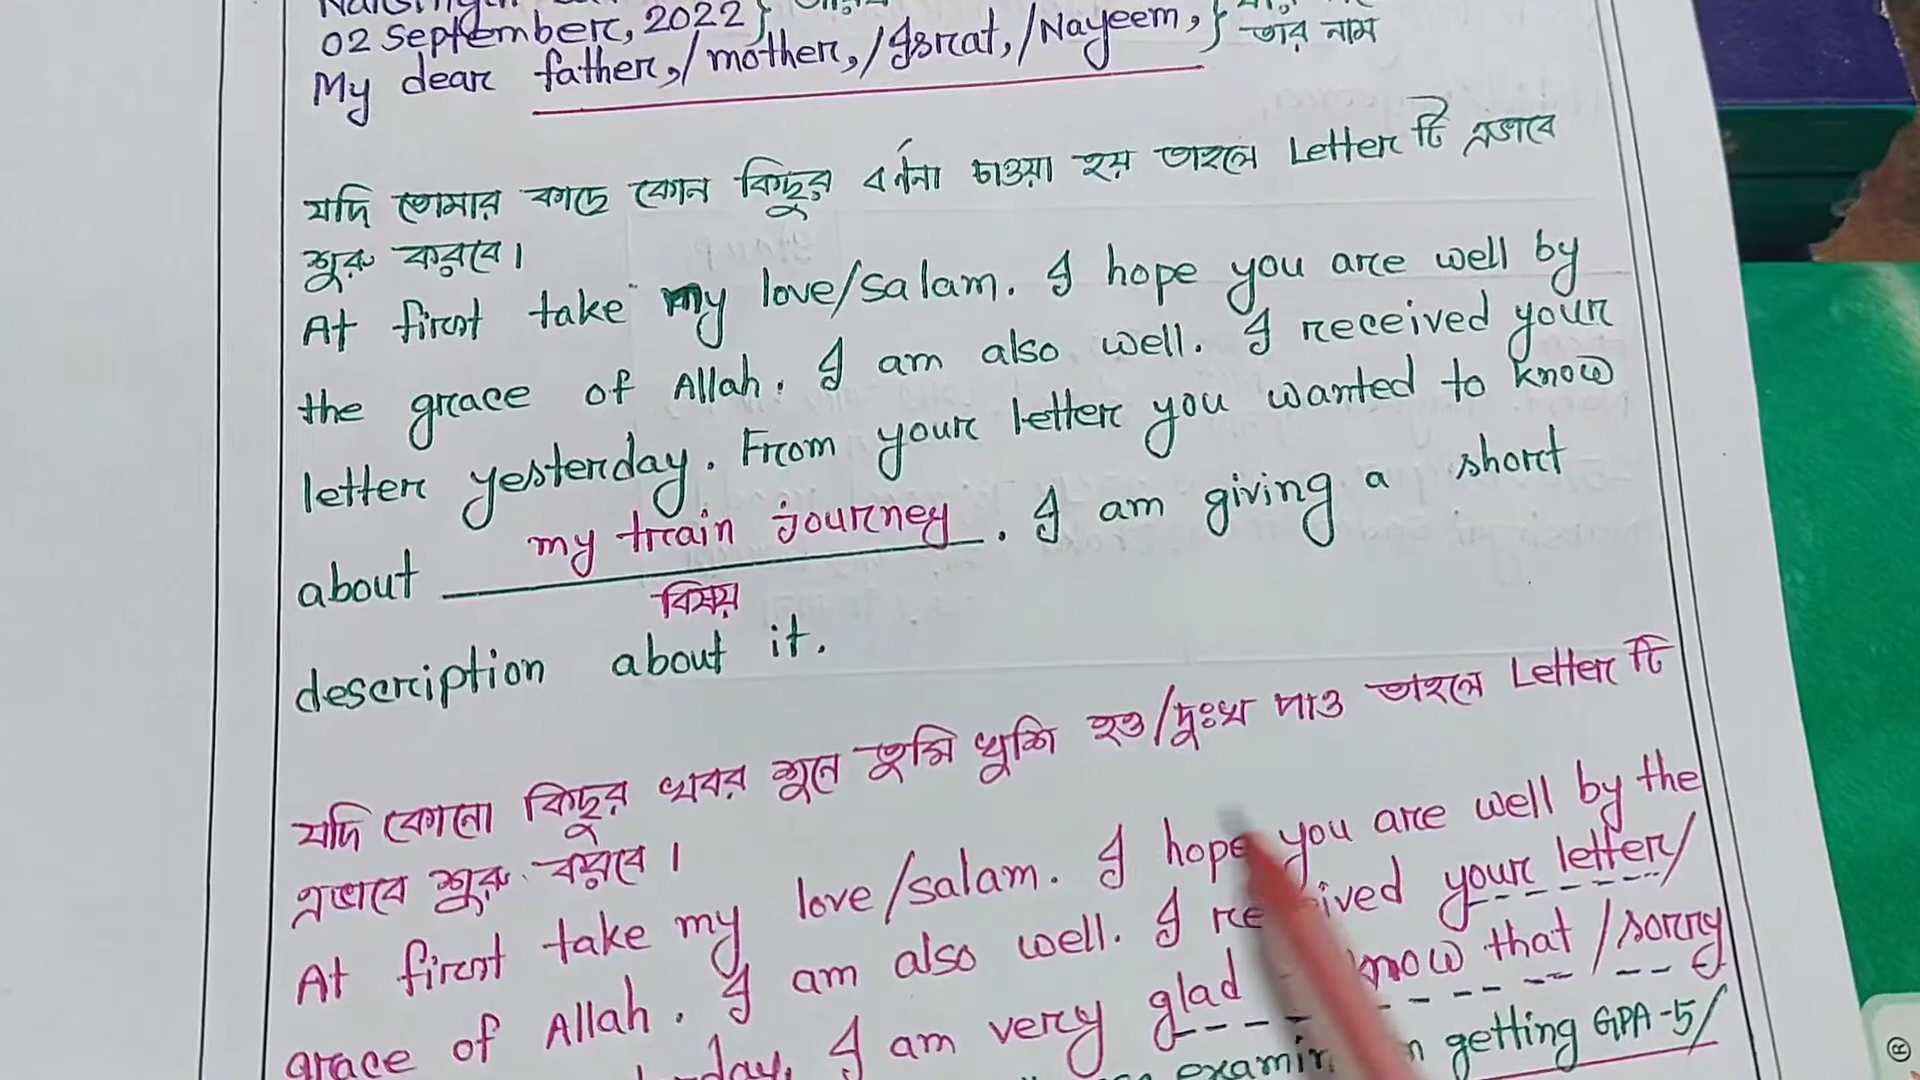 02 September, 2022} 
My dear father,/mother,/Israt,/Nayeem,} তার নাম
যদি তোমার কাছে কোন কিছুর বর্ননা চাওয়া হয় তাহলে Letter টি এভাবে
শুরু করবে।
At first take my love/salam. I hope you are well by
the grace of Allah. I am also well. I received your
letter yesterday. From your letter you wanted to know
about my train journey. I am giving a short
বিষয়
description about it.
যদি কোনো কিছুর খবর শুনে তুমি খুশি হও/দুঃখ পাও তাহলে Letter টি
এভাবে শুরু করবে।
At first take my love/salam. I hope you are well by the
grace of Allah. I am also well. I received your letter/
I am very glad know that/sorry
getting GPA-5/
®